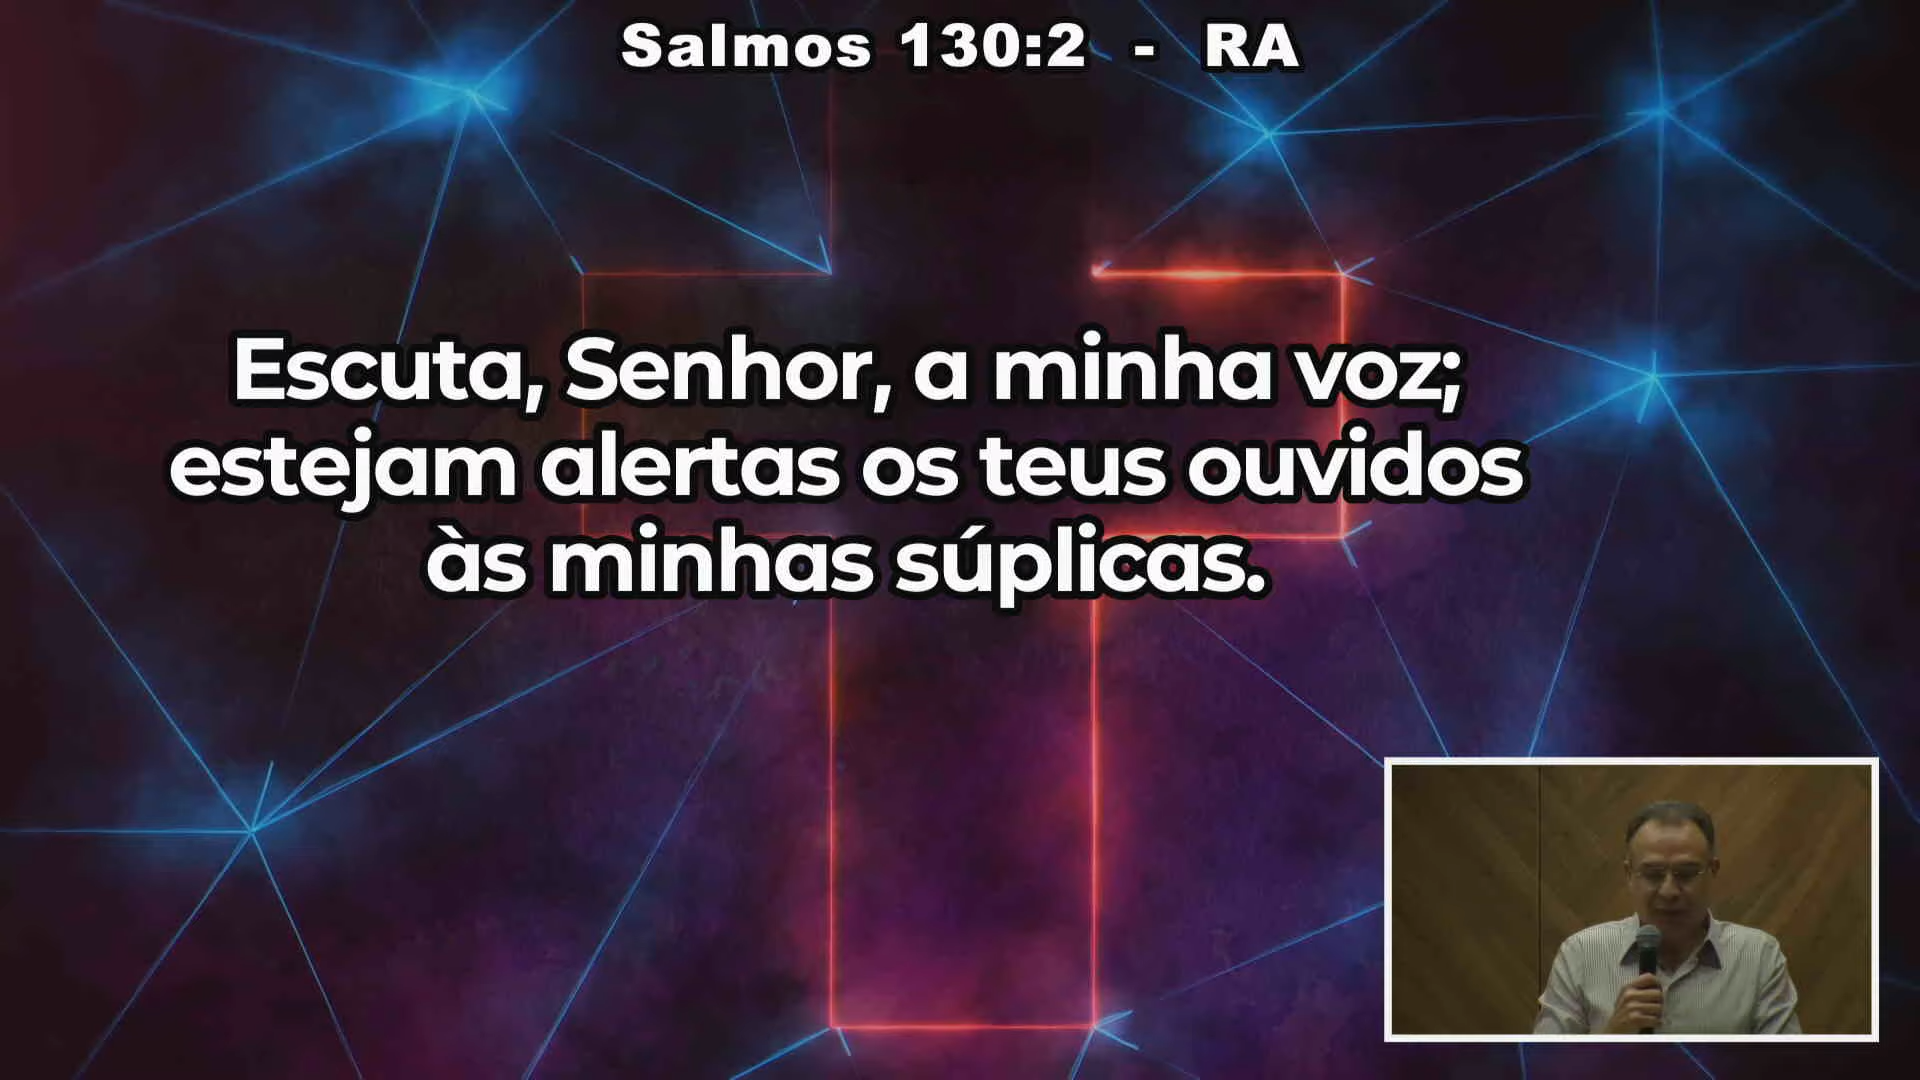 Salmos 130:2 - RA
Escuta, Senhor, a minha voz;
estejam alertas os teus ouvidos
às minhas súplicas.